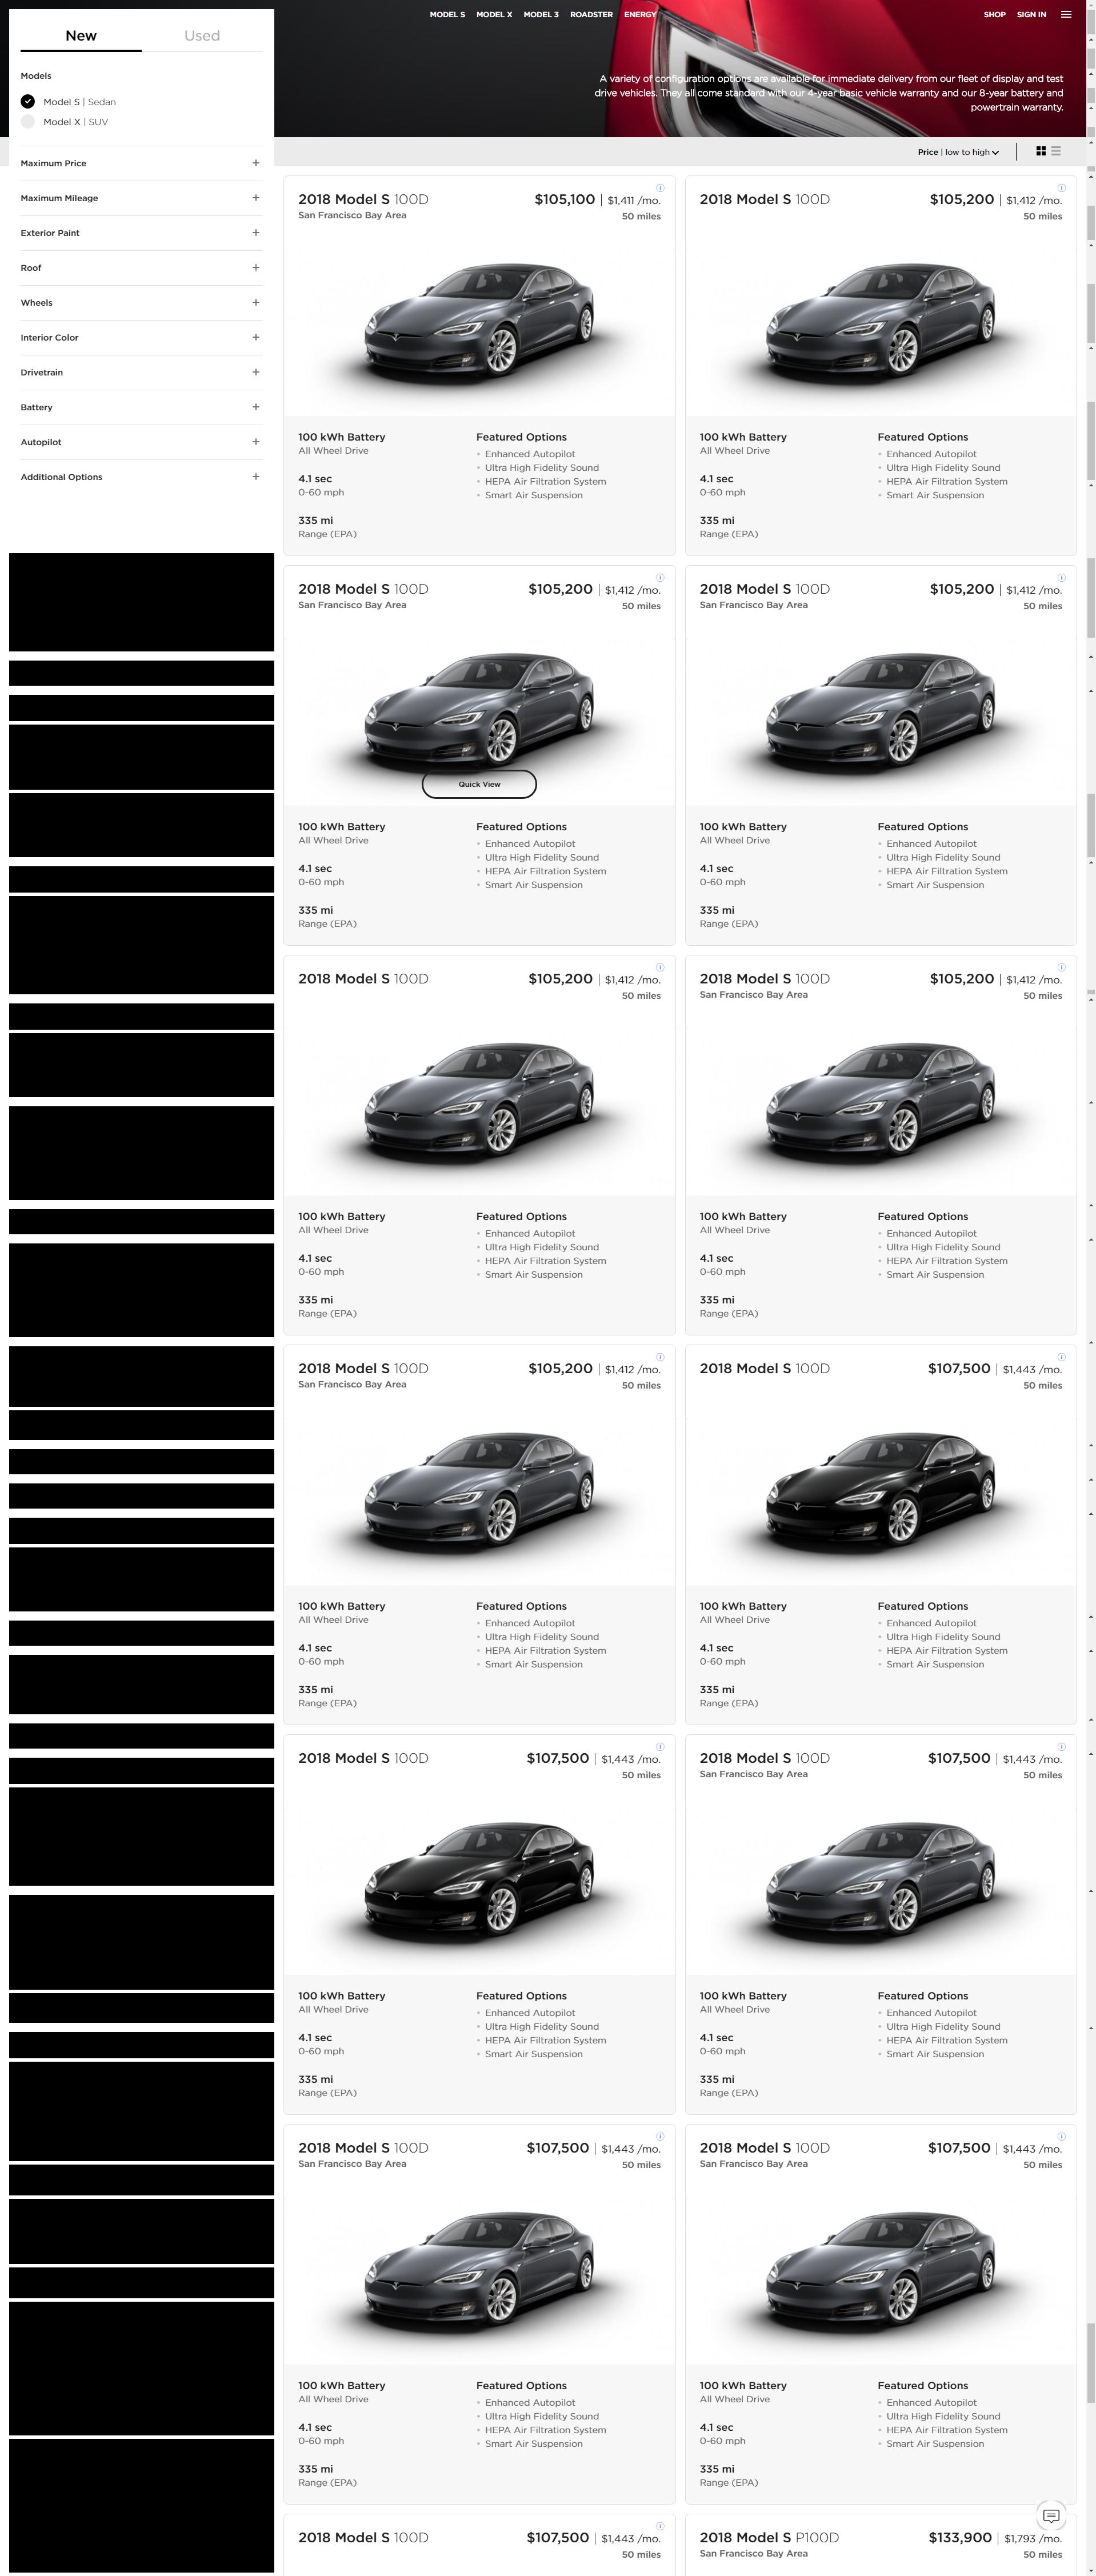 New Used
MODEL S MODEL X MODEL 3 ROADSTER ENERGY
SHOP SIGN IN
Models
Model S | Sedan
Model X | SUV
Maximum Price
Maximum Mileage
Exterior Paint
Roof
Wheels
Interior Color
Drivetrain
Battery
Autopilot
Additional Options
A variety of configuration options are available for immediate delivery from our fleet of display and test
drive vehicles. They all come standard with our 4-year basic vehicle warranty and our 8-year battery and
powertrain warranty.
Price | low to high
2018 Model S 100D $105,100 | $1,411 /mo.
San Francisco Bay Area 50 miles
100 kWh Battery Featured Options
All Wheel Drive Enhanced Autopilot
Ultra High Fidelity Sound
4.1 sec HEPA Air Filtration System
0-60 mph Smart Air Suspension
335 mi
Range (EPA)
2018 Model S 100D $105,200 | $1,412 /mo.
50 miles
100 kWh Battery Featured Options
All Wheel Drive Enhanced Autopilot
Ultra High Fidelity Sound
4.1 sec HEPA Air Filtration System
0-60 mph Smart Air Suspension
335 mi
Range (EPA)
2018 Model S 100D $105,200 | $1,412 /mo.
San Francisco Bay Area 50 miles
Quick View
100 kWh Battery Featured Options
All Wheel Drive Enhanced Autopilot
Ultra High Fidelity Sound
4.1 sec HEPA Air Filtration System
0-60 mph Smart Air Suspension
335 mi
Range (EPA)
2018 Model S 100D $105,200 | $1,412 /mo.
San Francisco Bay Area 50 miles
100 kWh Battery Featured Options
All Wheel Drive Enhanced Autopilot
Ultra High Fidelity Sound
4.1 sec HEPA Air Filtration System
0-60 mph Smart Air Suspension
335 mi
Range (EPA)
2018 Model S 100D $105,200 | $1,412 /mo.
50 miles
100 kWh Battery Featured Options
All Wheel Drive Enhanced Autopilot
Ultra High Fidelity Sound
4.1 sec HEPA Air Filtration System
0-60 mph Smart Air Suspension
335 mi
Range (EPA)
2018 Model S 100D $105,200 | $1,412 /mo.
San Francisco Bay Area 50 miles
100 kWh Battery Featured Options
All Wheel Drive Enhanced Autopilot
Ultra High Fidelity Sound
4.1 sec HEPA Air Filtration System
0-60 mph Smart Air Suspension
335 mi
Range (EPA)
2018 Model S 100D $105,200 | $1,412 /mo.
San Francisco Bay Area 50 miles
100 kWh Battery Featured Options
All Wheel Drive Enhanced Autopilot
Ultra High Fidelity Sound
4.1 sec HEPA Air Filtration System
0-60 mph Smart Air Suspension
335 mi
Range (EPA)
2018 Model S 100D $107,500 | $1,443 /mo.
50 miles
100 kWh Battery Featured Options
All Wheel Drive Enhanced Autopilot
Ultra High Fidelity Sound
4.1 sec HEPA Air Filtration System
0-60 mph Smart Air Suspension
335 mi
Range (EPA)
2018 Model S 100D $107,500 | $1,443 /mo.
50 miles
100 kWh Battery Featured Options
All Wheel Drive Enhanced Autopilot
Ultra High Fidelity Sound
4.1 sec HEPA Air Filtration System
0-60 mph Smart Air Suspension
335 mi
Range (EPA)
2018 Model S 100D $107,500 | $1,443 /mo.
San Francisco Bay Area 50 miles
100 kWh Battery Featured Options
All Wheel Drive Enhanced Autopilot
Ultra High Fidelity Sound
4.1 sec HEPA Air Filtration System
0-60 mph Smart Air Suspension
335 mi
Range (EPA)
2018 Model S 100D $107,500 | $1,443 /mo.
San Francisco Bay Area 50 miles
100 kWh Battery Featured Options
All Wheel Drive Enhanced Autopilot
Ultra High Fidelity Sound
4.1 sec HEPA Air Filtration System
0-60 mph Smart Air Suspension
335 mi
Range (EPA)
2018 Model S 100D $107,500 | $1,443 /mo.
San Francisco Bay Area 50 miles
100 kWh Battery Featured Options
All Wheel Drive Enhanced Autopilot
Ultra High Fidelity Sound
4.1 sec HEPA Air Filtration System
0-60 mph Smart Air Suspension
335 mi
Range (EPA)
2018 Model S 100D $107,500 | $1,443 /mo.
50 miles
2018 Model S P100D $133,900 | $1,793 /mo.
San Francisco Bay Area 50 miles